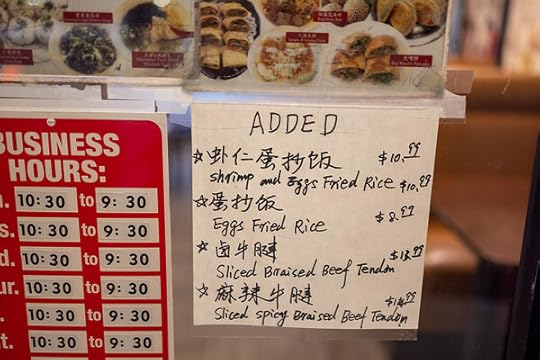 BUSINESS
HOURS:
10:30 to 9:30
s. 10:30 to 9:30
d. 10:30 to 9:30
ur. 10:30 to 9:30
10:30 to 9:30
t. 10:30 to 9:30
ADDED
☆ 虾仁蛋抄饭 $10.99
Shrimp and Eggs Fried Rice $10.99
☆ 蛋抄饭 $8.99
Eggs Fried Rice
☆ 卤牛腱
Sliced Braised Beef Tendon
☆ 麻辣牛腱 $14.99
Sliced spicy Braised Beef Tendon